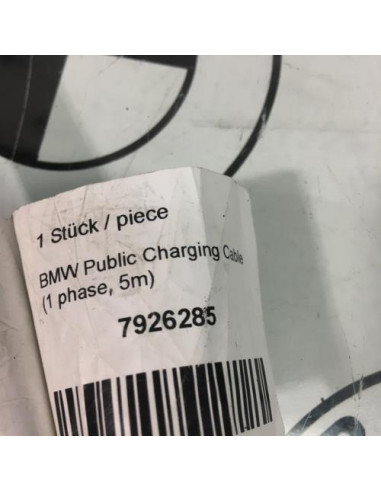 1 Stück / piece
BMW Public Charging Cable
(1 phase, 5m)
7926285